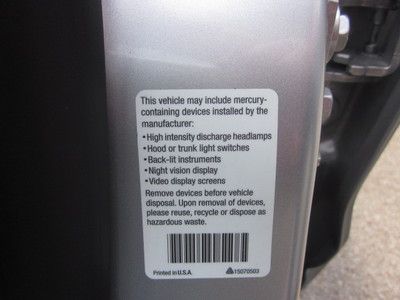 This vehicle may include mercury-
containing devices installed by the
manufacturer:
• High intensity discharge headlamps
• Hood or trunk light switches
• Back-lit instruments
• Night vision display
• Video display screens
Remove devices before vehicle
disposal. Upon removal of devices,
please reuse, recycle or dispose as
hazardous waste.
Printed in U.S.A. 15070503